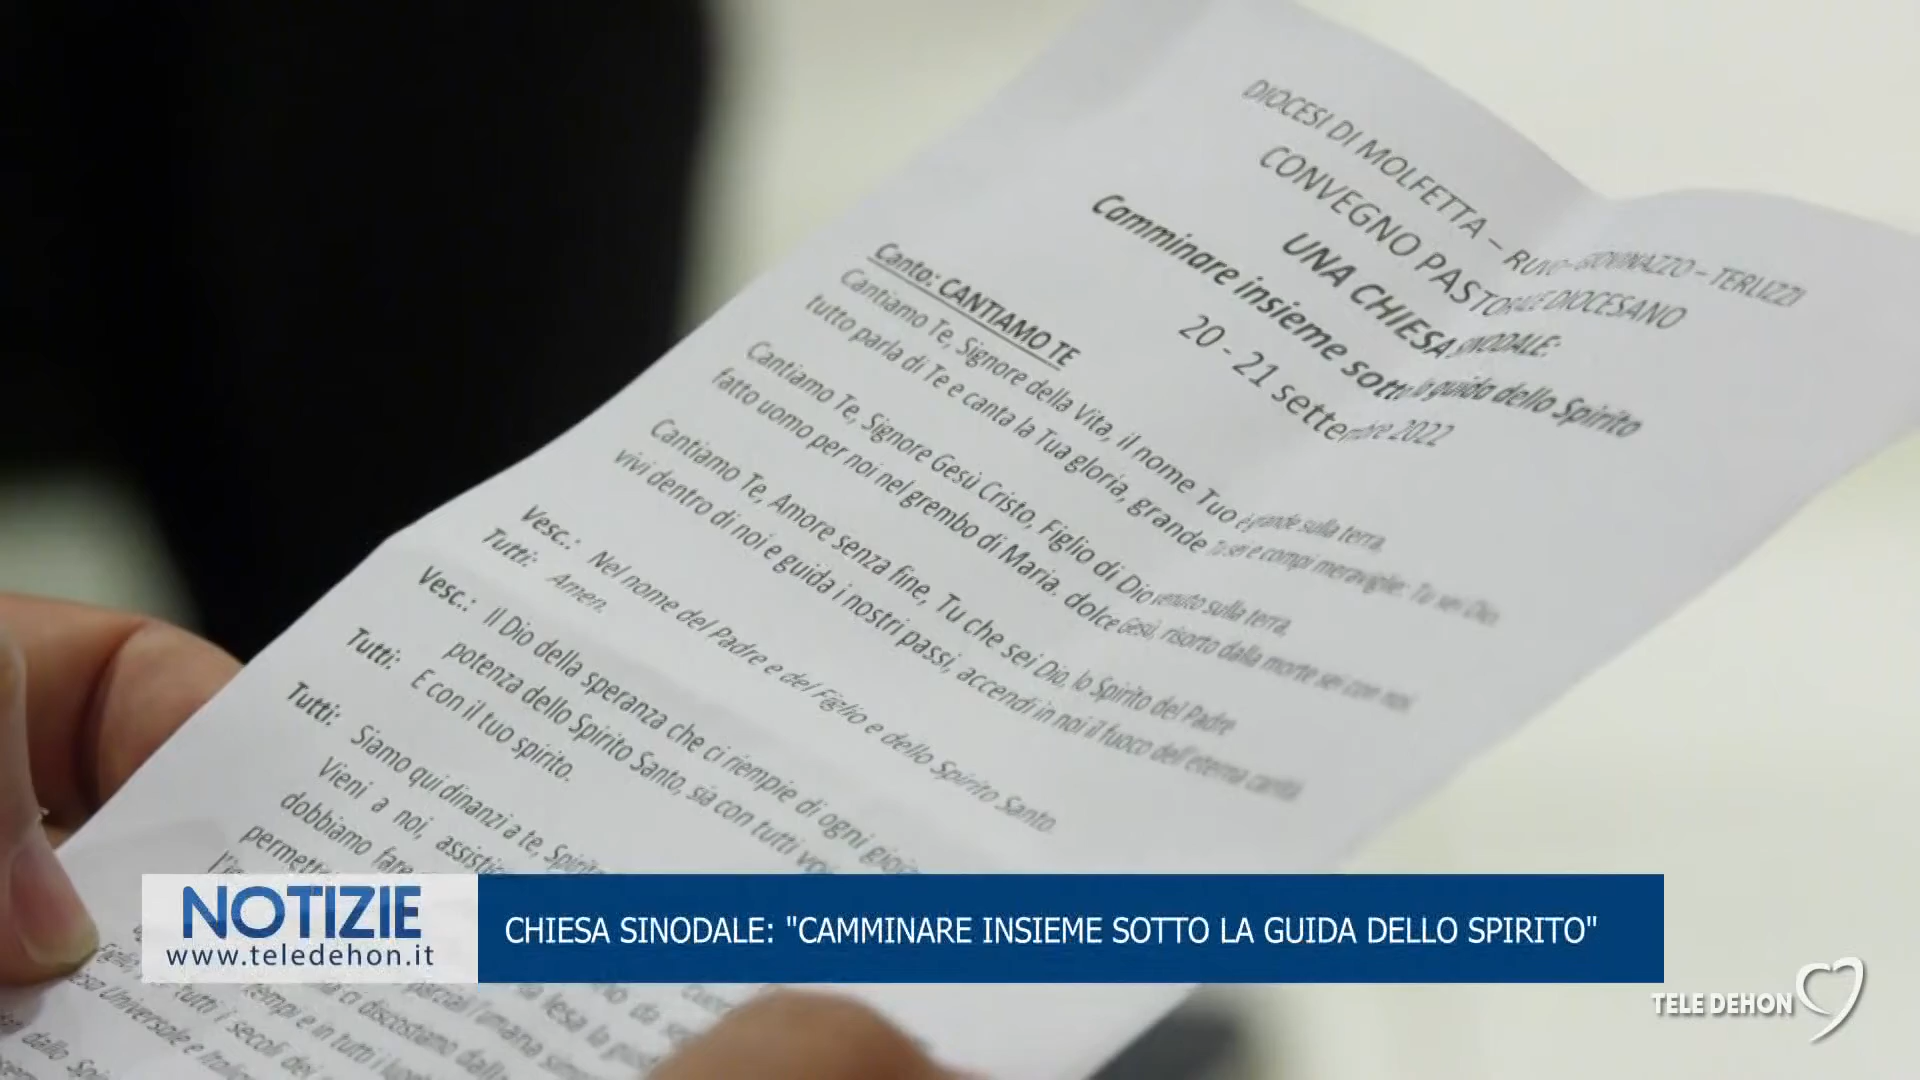 DIOCESI DI MOLFETTA – RUVO – GIOVINAZZO – TERLIZZI
CONVEGNO PASTORALE DIOCESANO
UNA CHIESA SINODALE:
Camminare insieme sotto la guida dello Spirito
20 - 21 settembre 2022
Canto: CANTIAMO TE
Cantiamo Te, Signore della Vita, il nome Tuo è grande sulla terra,
tutto parla di Te e canta la Tua gloria, grande Tu sei e compi meraviglie: Tu sei Dio.
Cantiamo Te, Signore Gesù Cristo, Figlio di Dio venuto sulla terra,
fatto uomo per noi nel grembo di Maria, dolce Gesù, risorto dalla morte sei con noi.
Cantiamo Te, Amore senza fine, Tu che sei Dio, lo Spirito del Padre
vivi dentro di noi e guida i nostri passi, accendi in noi il fuoco dell'eterna carità.
Vesc.: Nel nome del Padre e del Figlio e dello Spirito Santo.
Tutti: Amen.
Vesc.: Il Dio della speranza che ci riempie di ogni gioia
potenza dello Spirito Santo, sia con tutti voi
Tutti: E con il tuo spirito.
Tutti: Siamo qui dinanzi a te,
Vieni a noi,
dobbiamo fare
tutti i secoli dei
NOTIZIE
www.teledehon.it
CHIESA SINODALE: "CAMMINARE INSIEME SOTTO LA GUIDA DELLO SPIRITO"
TELE DEHON